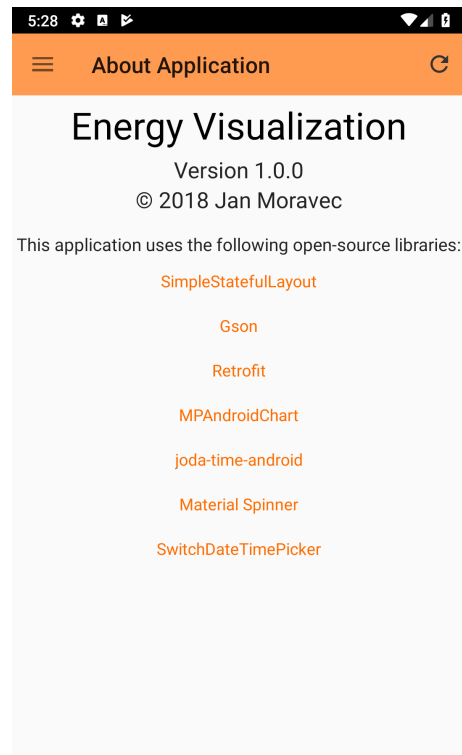 5:28
About Application
Energy Visualization
Version 1.0.0
© 2018 Jan Moravec
This application uses the following open-source libraries:
SimpleStatefulLayout
Gson
Retrofit
MPAndroidChart
joda-time-android
Material Spinner
SwitchDateTimePicker